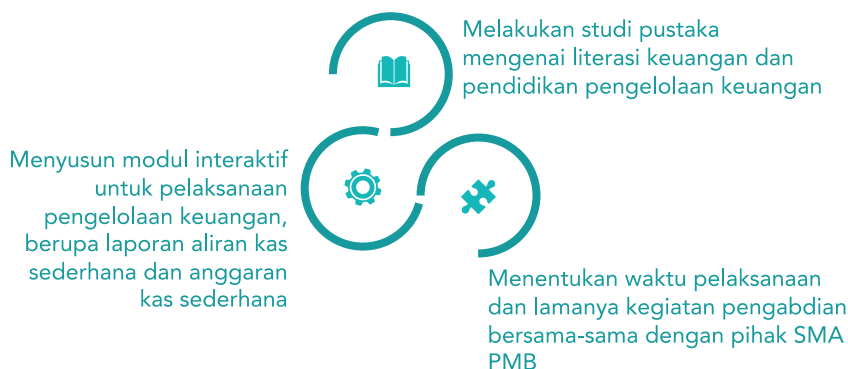 Melakukan studi pustaka
mengenai literasi keuangan dan
pendidikan pengelolaan keuangan
Menyusun modul interaktif
untuk pelaksanaan
pengelolaan keuangan,
berupa laporan aliran kas
sederhana dan anggaran
kas sederhana
Menentukan waktu pelaksanaan
dan lamanya kegiatan pengabdian
bersama-sama dengan pihak SMA
PMB